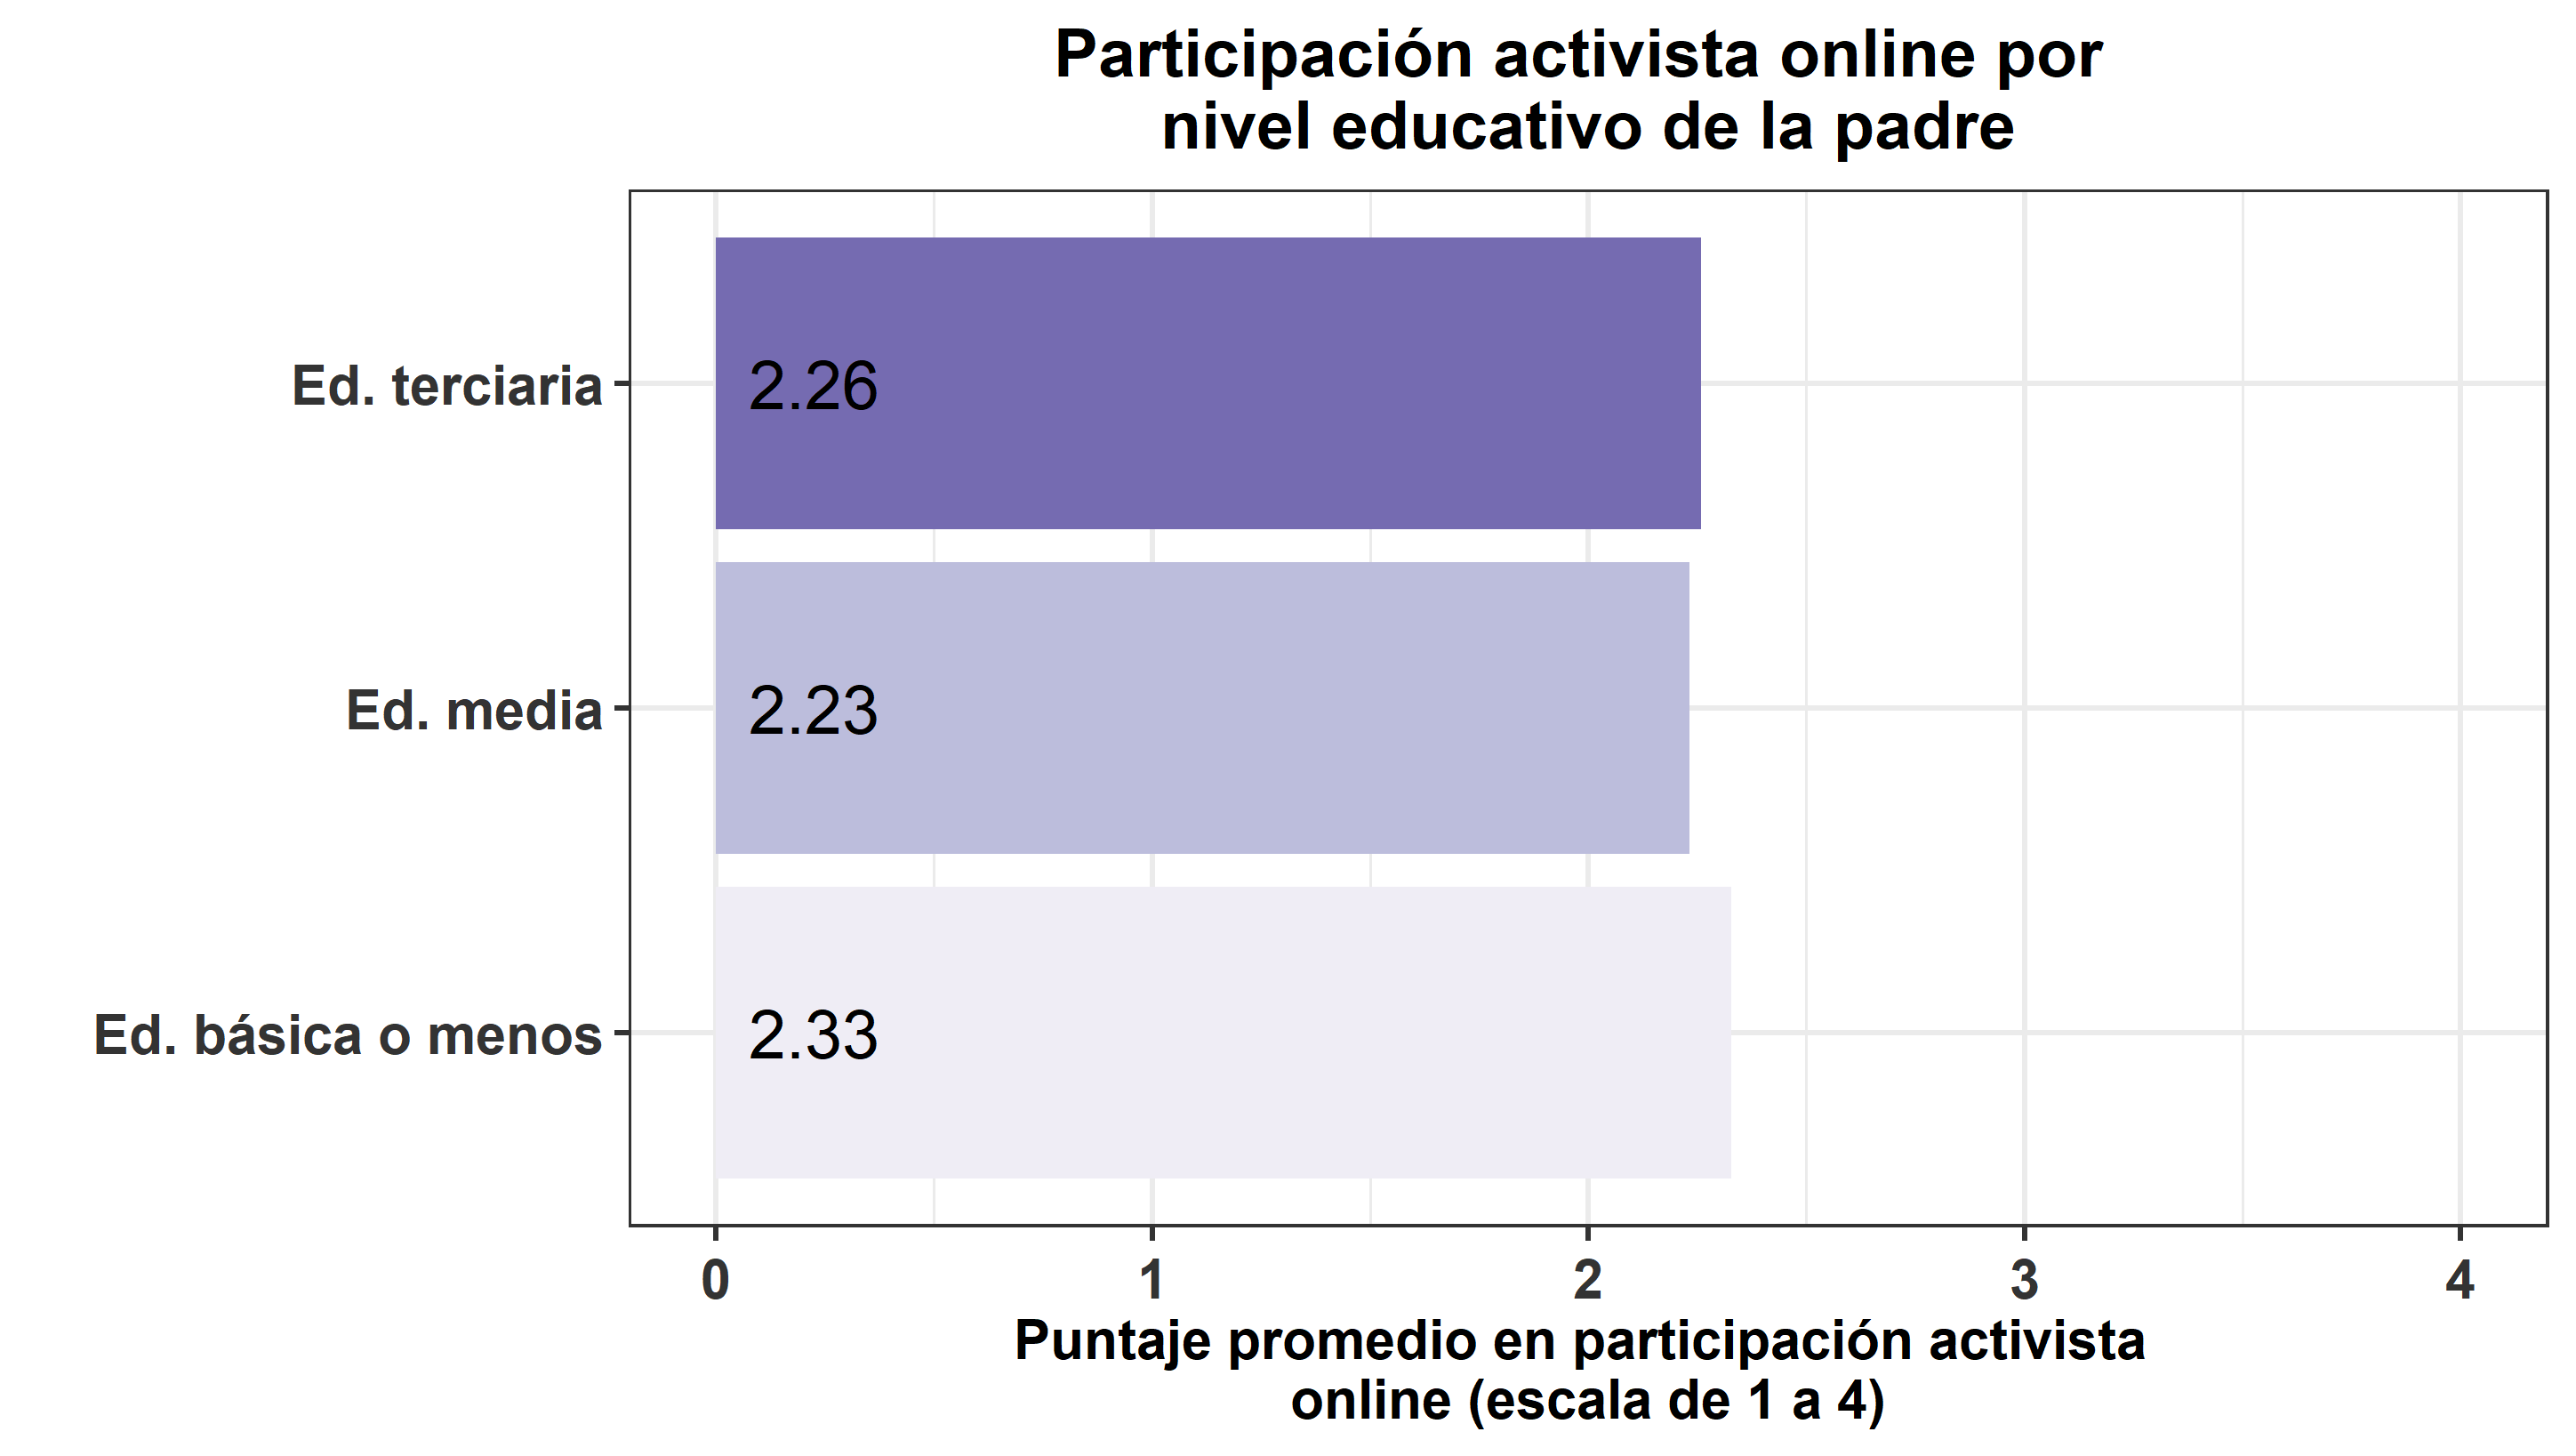 Participación activista online por
nivel educativo de la padre
Ed. terciaria
2.26
Ed. media
2.23
Ed. básica o menos
2.33
0 1 2 3 4
Puntaje promedio en participación activista
online (escala de 1 a 4)